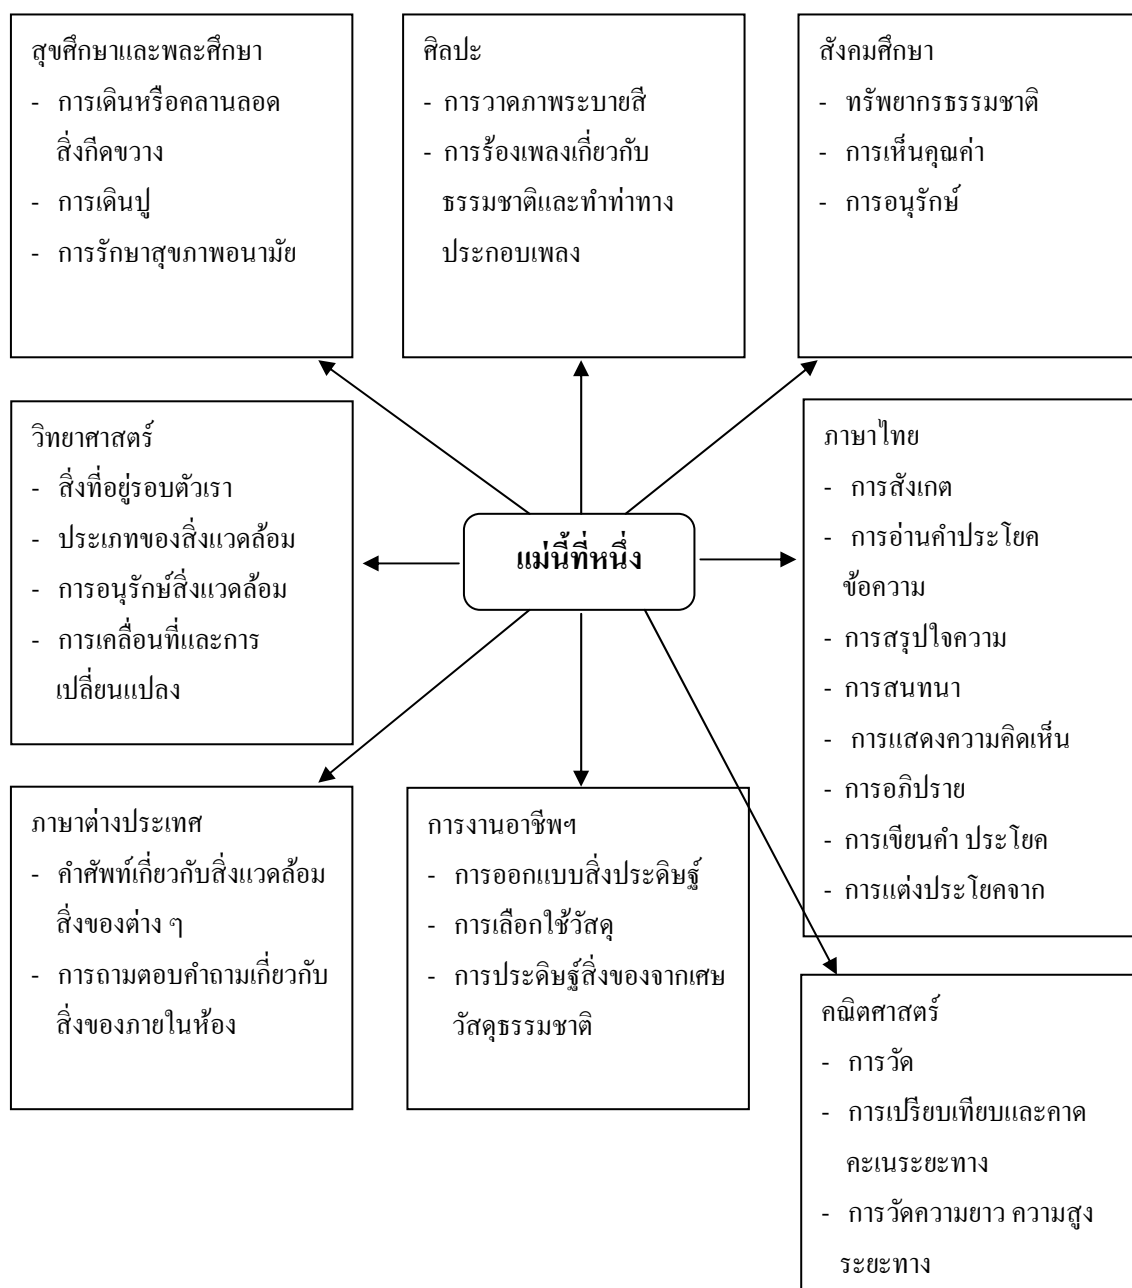 สุขศึกษาและพละศึกษา
- การเดินหรือคลานลอด
สิ่งกีดขวาง
- การเดินปู
- การรักษาสุขภาพอนามัย
ศิลปะ
- การวาดภาพระบายสี
- การร้องเพลงเกี่ยวกับ
ธรรมชาติและทำท่าทาง
ประกอบเพลง
สังคมศึกษา
- ทรัพยากรธรรมชาติ
- การเห็นคุณค่า
- การอนุรักษ์
วิทยาศาสตร์
- สิ่งที่อยู่รอบตัวเรา
- ประเภทของสิ่งแวดล้อม
- การอนุรักษ์สิ่งแวดล้อม
- การเคลื่อนที่และการ
เปลี่ยนแปลง
แม่นี้ที่หนึ่ง
ภาษาไทย
- การสังเกต
- การอ่านคำประโยค
ข้อความ
- การสรุปใจความ
- การสนทนา
- การแสดงความคิดเห็น
- การอภิปราย
- การเขียนคำ ประโยค
- การแต่งประโยคจาก
ภาษาต่างประเทศ
- คำศัพท์เกี่ยวกับสิ่งแวดล้อม
สิ่งของต่าง ๆ
- การถามตอบคำถามเกี่ยวกับ
สิ่งของภายในห้อง
การงานอาชีพฯ
- การออกแบบสิ่งประดิษฐ์
- การเลือกใช้วัสดุ
- การประดิษฐ์สิ่งของจากเศษ
วัสดุธรรมชาติ
คณิตศาสตร์
- การวัด
- การเปรียบเทียบและคาด
คะเนระยะทาง
- การวัดความยาว ความสูง
ระยะทาง